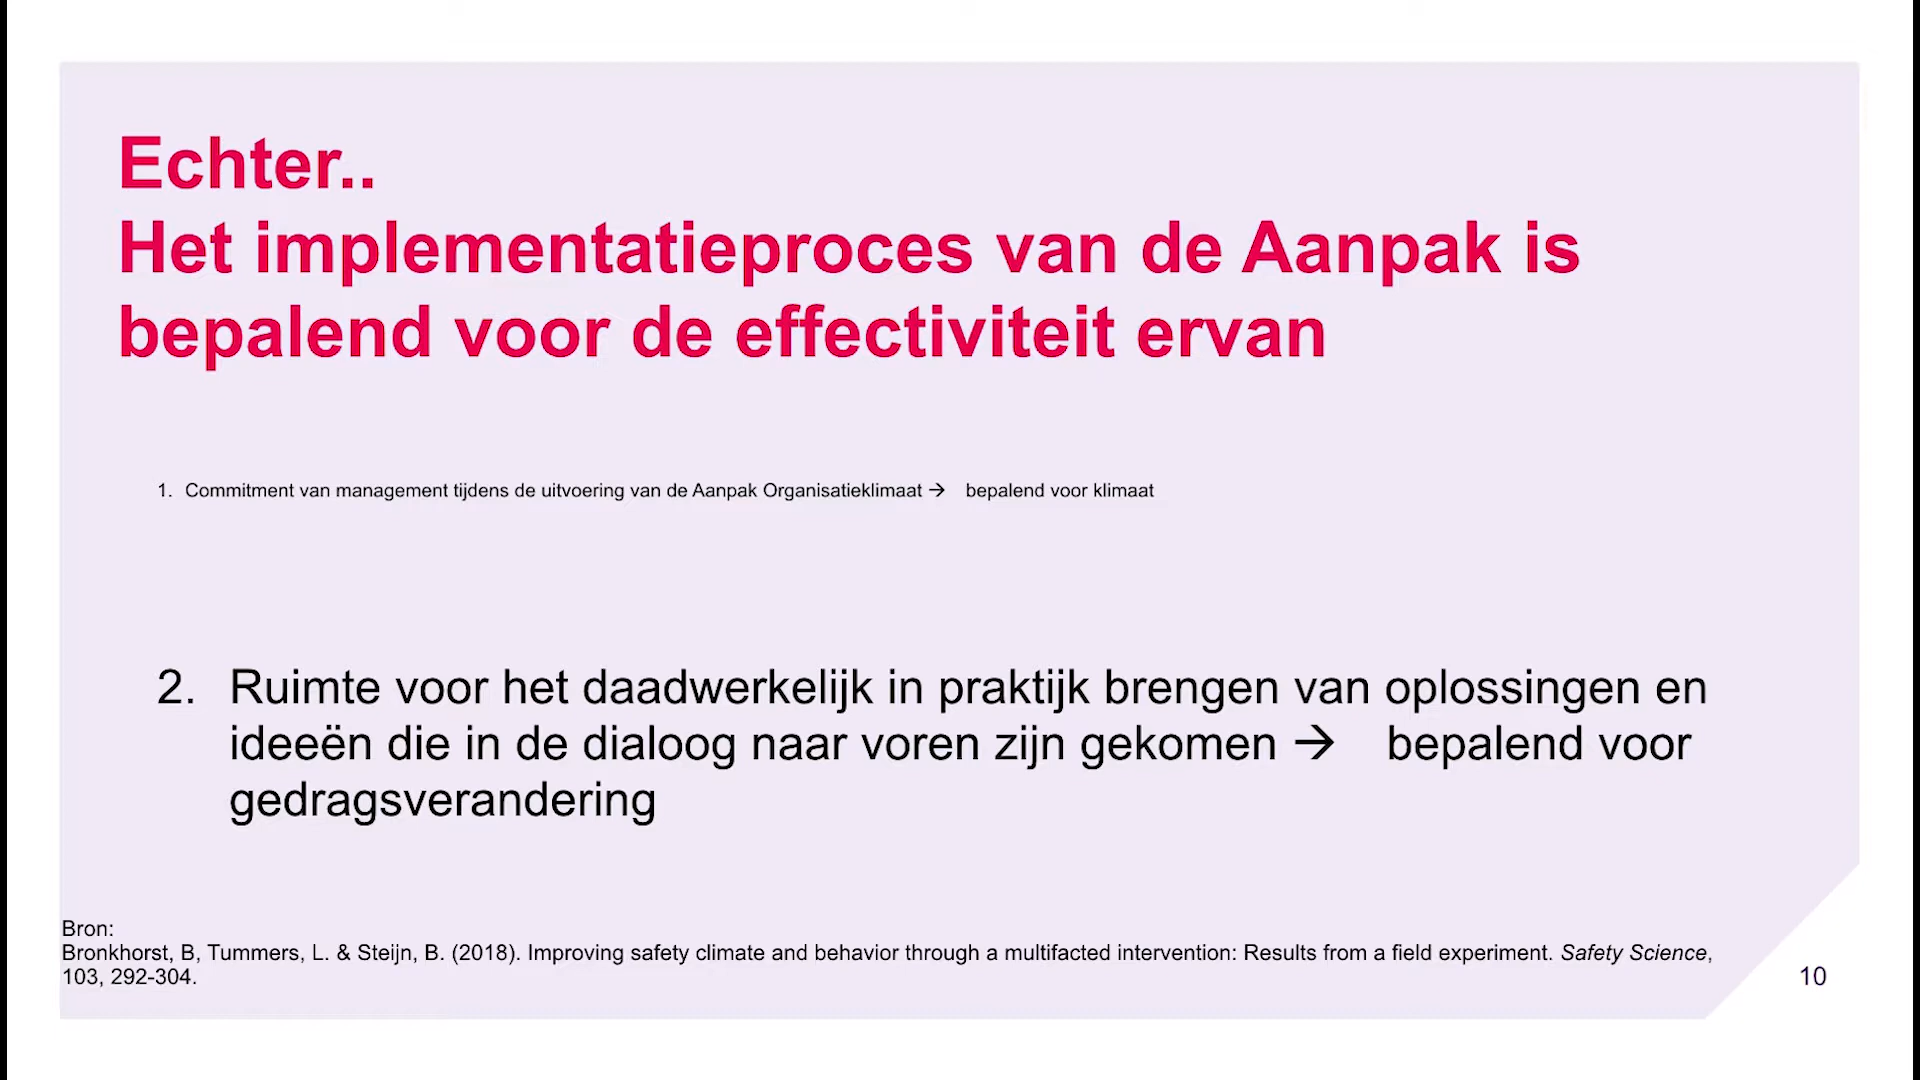 Echter..
Het implementatieproces van de Aanpak is
bepalend voor de effectiviteit ervan
1. Commitment van management tijdens de uitvoering van de Aanpak Organisatieklimaat → bepalend voor klimaat
2. Ruimte voor het daadwerkelijk in praktijk brengen van oplossingen en
ideeën die in de dialoog naar voren zijn gekomen → bepalend voor
gedragsverandering
Bron:
Bronkhorst, B, Tummers, L. & Steijn, B. (2018). Improving safety climate and behavior through a multifacted intervention: Results from a field experiment. Safety Science,
103, 292-304.
10